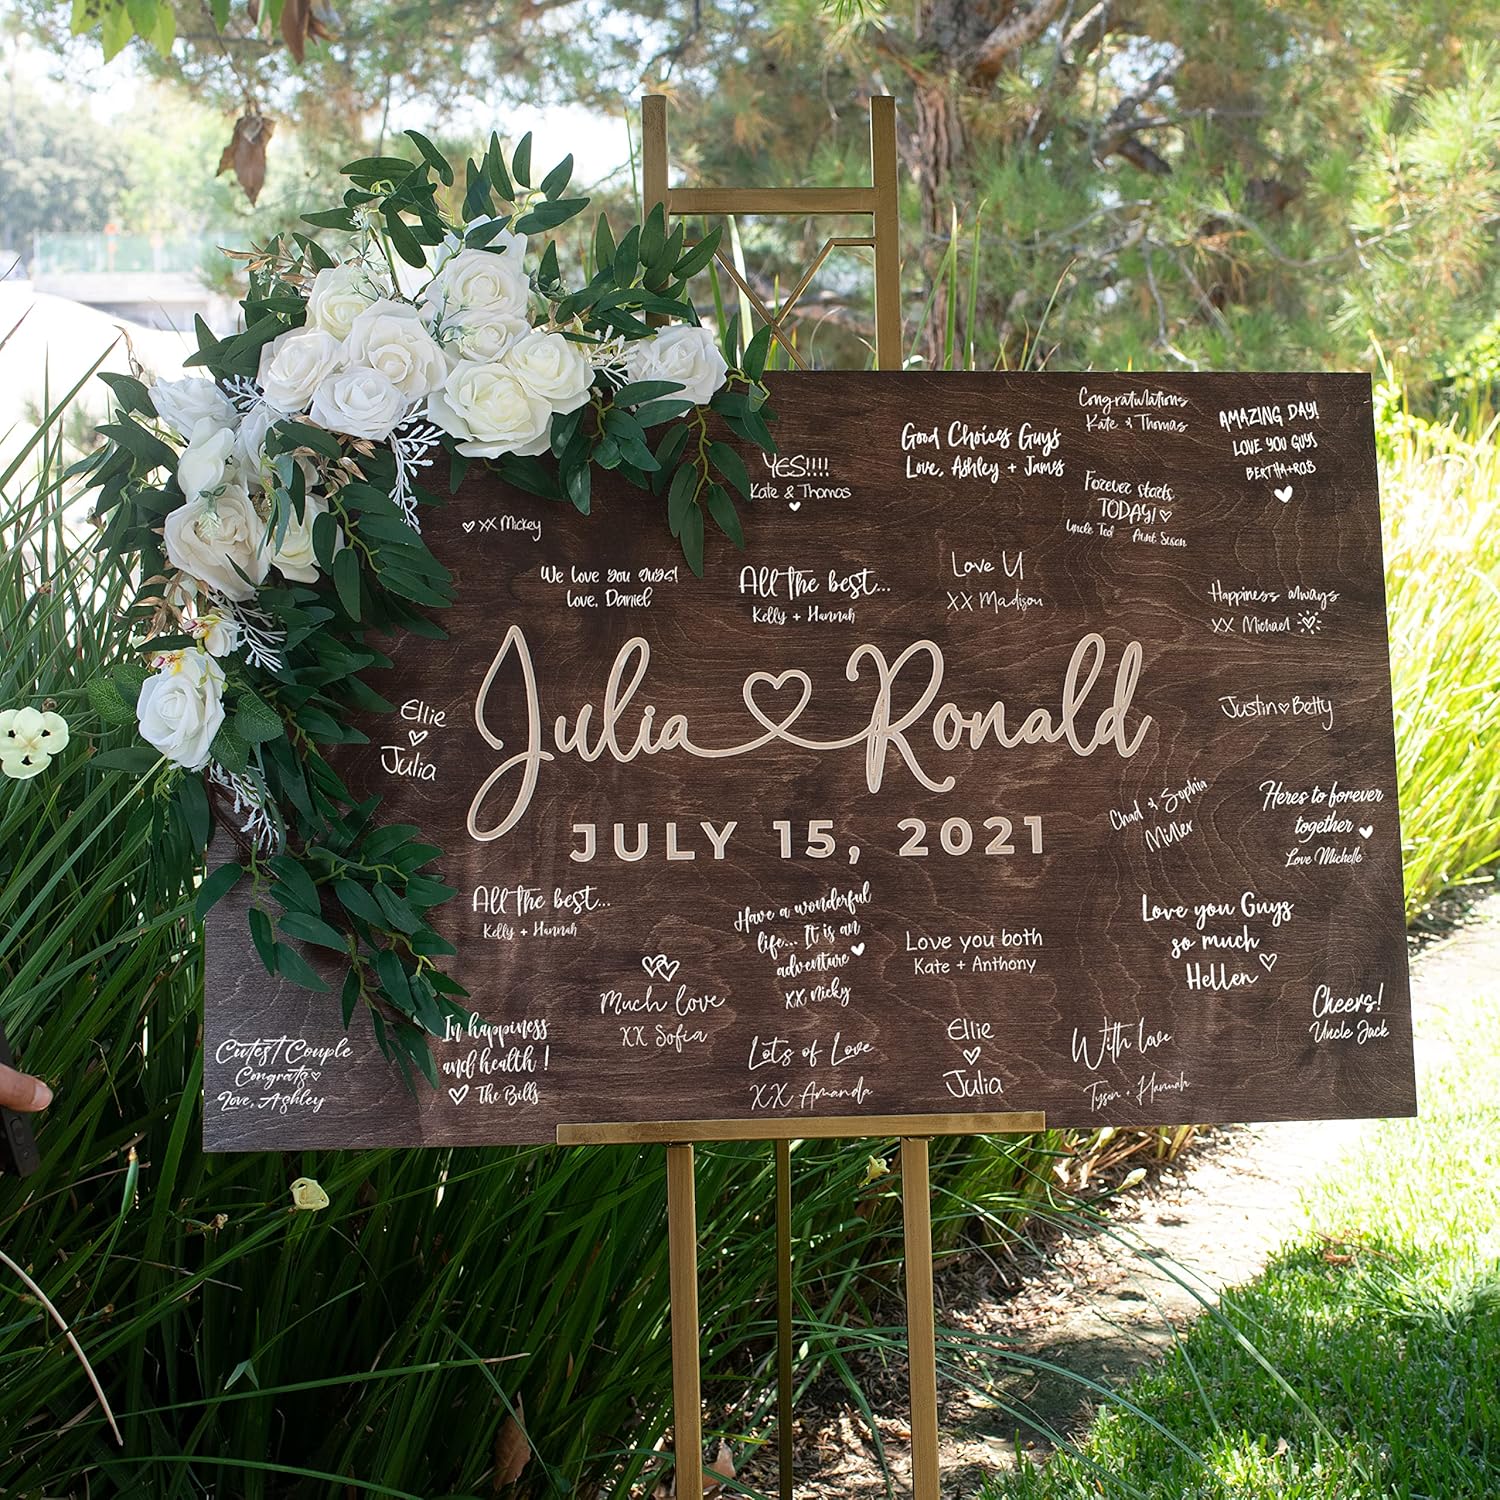 Congratulations
Kate & Thomas
AMAZING DAY!
LOVE YOU GUYS
BERTHA+ROB
Good Choices Guys
Love, Ashley + James
YES!!!!
Kate & Thomas
Forever starts
TODAY!
Uncle Ted Aunt Susan
XX Mickey
We love you guys!
Love, Daniel
All the best...
Kelly + Hannah
Love U
XX Madison
Happiness always
XX Michael
Julia Ronald
JULY 15, 2021
Ellie
Julia
Justin Betty
Chad & Sophia
Miller
Heres to forever
together
Love Michelle
All the best...
Kelly + Hannah
Have a wonderful
life... It is an
adventure
XX Nicky
Love you both
Kate + Anthony
Love you Guys
so much
Hellen
Much love
XX Sofia
Cheers!
Uncle Jack
Cutest Couple
Congrats
Love, Ashley
In happiness
and health!
The Bills
Lots of Love
XX Amanda
Ellie
Julia
With love
Tyson + Hannah